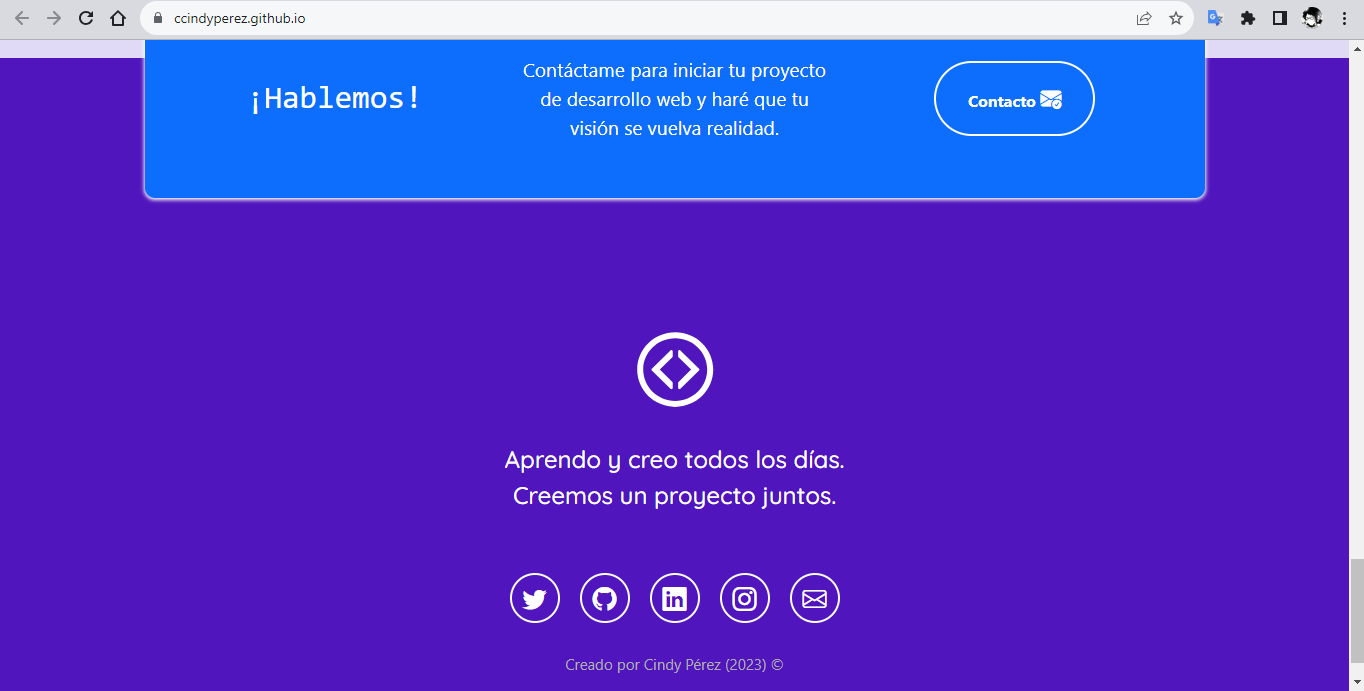 ccindyperez.github.io
¡Hablemos!
Contáctame para iniciar tu proyecto
de desarrollo web y haré que tu
visión se vuelva realidad.
Contacto
Aprendo y creo todos los días.
Creemos un proyecto juntos.
in
Creado por Cindy Pérez (2023) ©